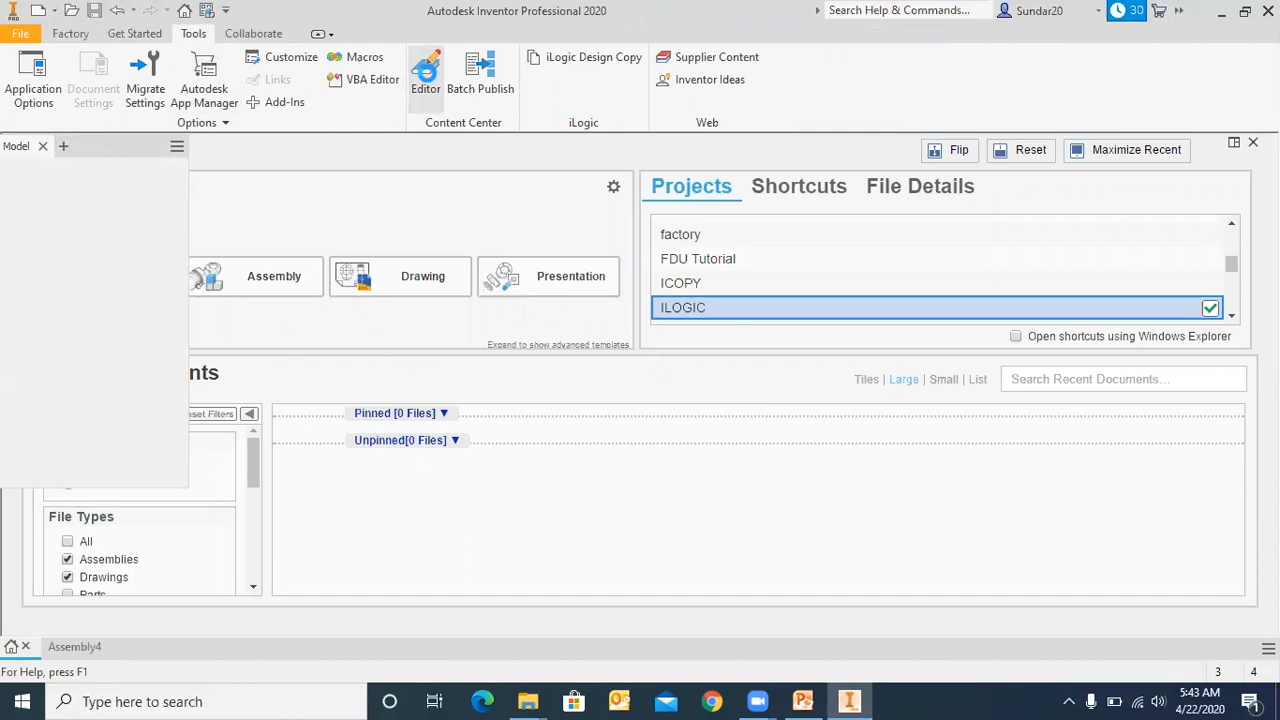 Autodesk Inventor Professional 2020
Search Help & Commands...
Sundar20
30
PRO
File
Factory
Get Started
Tools
Collaborate
Application Options
Document Settings
Migrate Settings
Autodesk App Manager
Customize
Links
Add-Ins
Macros
VBA Editor
Options
Editor
Batch Publish
Content Center
iLogic Design Copy
iLogic
Supplier Content
Inventor Ideas
Web
Model
Flip
Reset
Maximize Recent
Projects
Shortcuts
File Details
factory
FDU Tutorial
ICOPY
ILOGIC
Open shortcuts using Windows Explorer
Assembly
Drawing
Presentation
Expand to show advanced templates
nts
Tiles | Large | Small | List
Search Recent Documents...
eset Filters
Pinned [0 Files]
Unpinned[0 Files]
File Types
All
Assemblies
Drawings
Parts
Assembly4
For Help, press F1
3
4
Type here to search
5:43 AM
4/22/2020
1